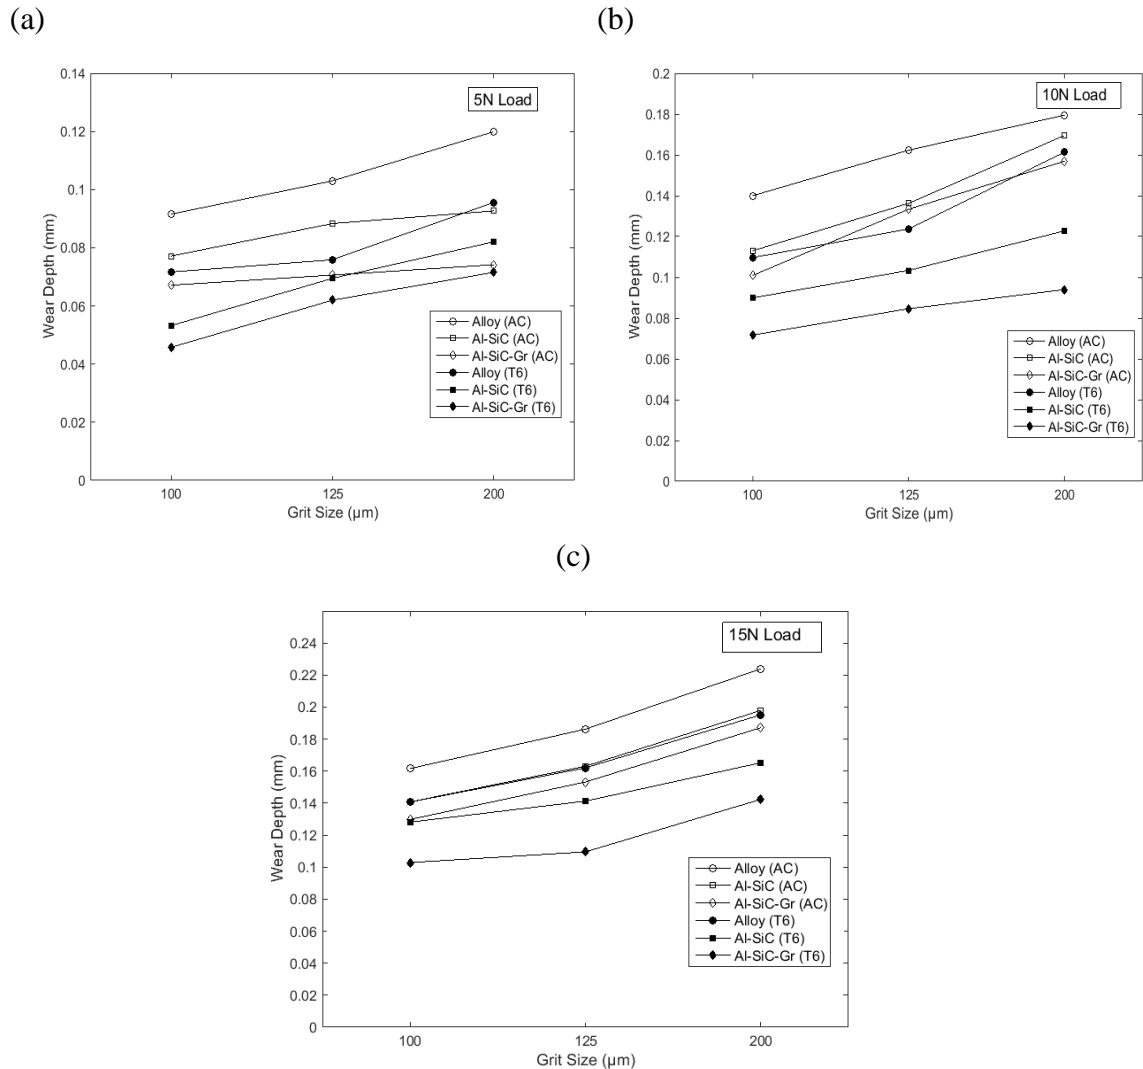 (a)
0.14
0.12
0.1
0.08
0.06
0.04
0.02
0
Wear Depth (mm)
5N Load
Alloy (AC)
Al-SiC (AC)
Al-SiC-Gr (AC)
Alloy (T6)
Al-SiC (T6)
Al-SiC-Gr (T6)
100 125 200
Grit Size (µm)
(b)
0.2
0.18
0.16
0.14
0.12
0.1
0.08
0.06
0.04
0.02
0
Wear Depth (mm)
10N Load
Alloy (AC)
Al-SiC (AC)
Al-SiC-Gr (AC)
Alloy (T6)
Al-SiC (T6)
Al-SiC-Gr (T6)
100 125 200
Grit Size (µm)
(c)
0.24
0.22
0.2
0.18
0.16
0.14
0.12
0.1
0.08
0.06
0.04
0.02
0
Wear Depth (mm)
15N Load
Alloy (AC)
Al-SiC (AC)
Al-SiC-Gr (AC)
Alloy (T6)
Al-SiC (T6)
Al-SiC-Gr (T6)
100 125 200
Grit Size (µm)